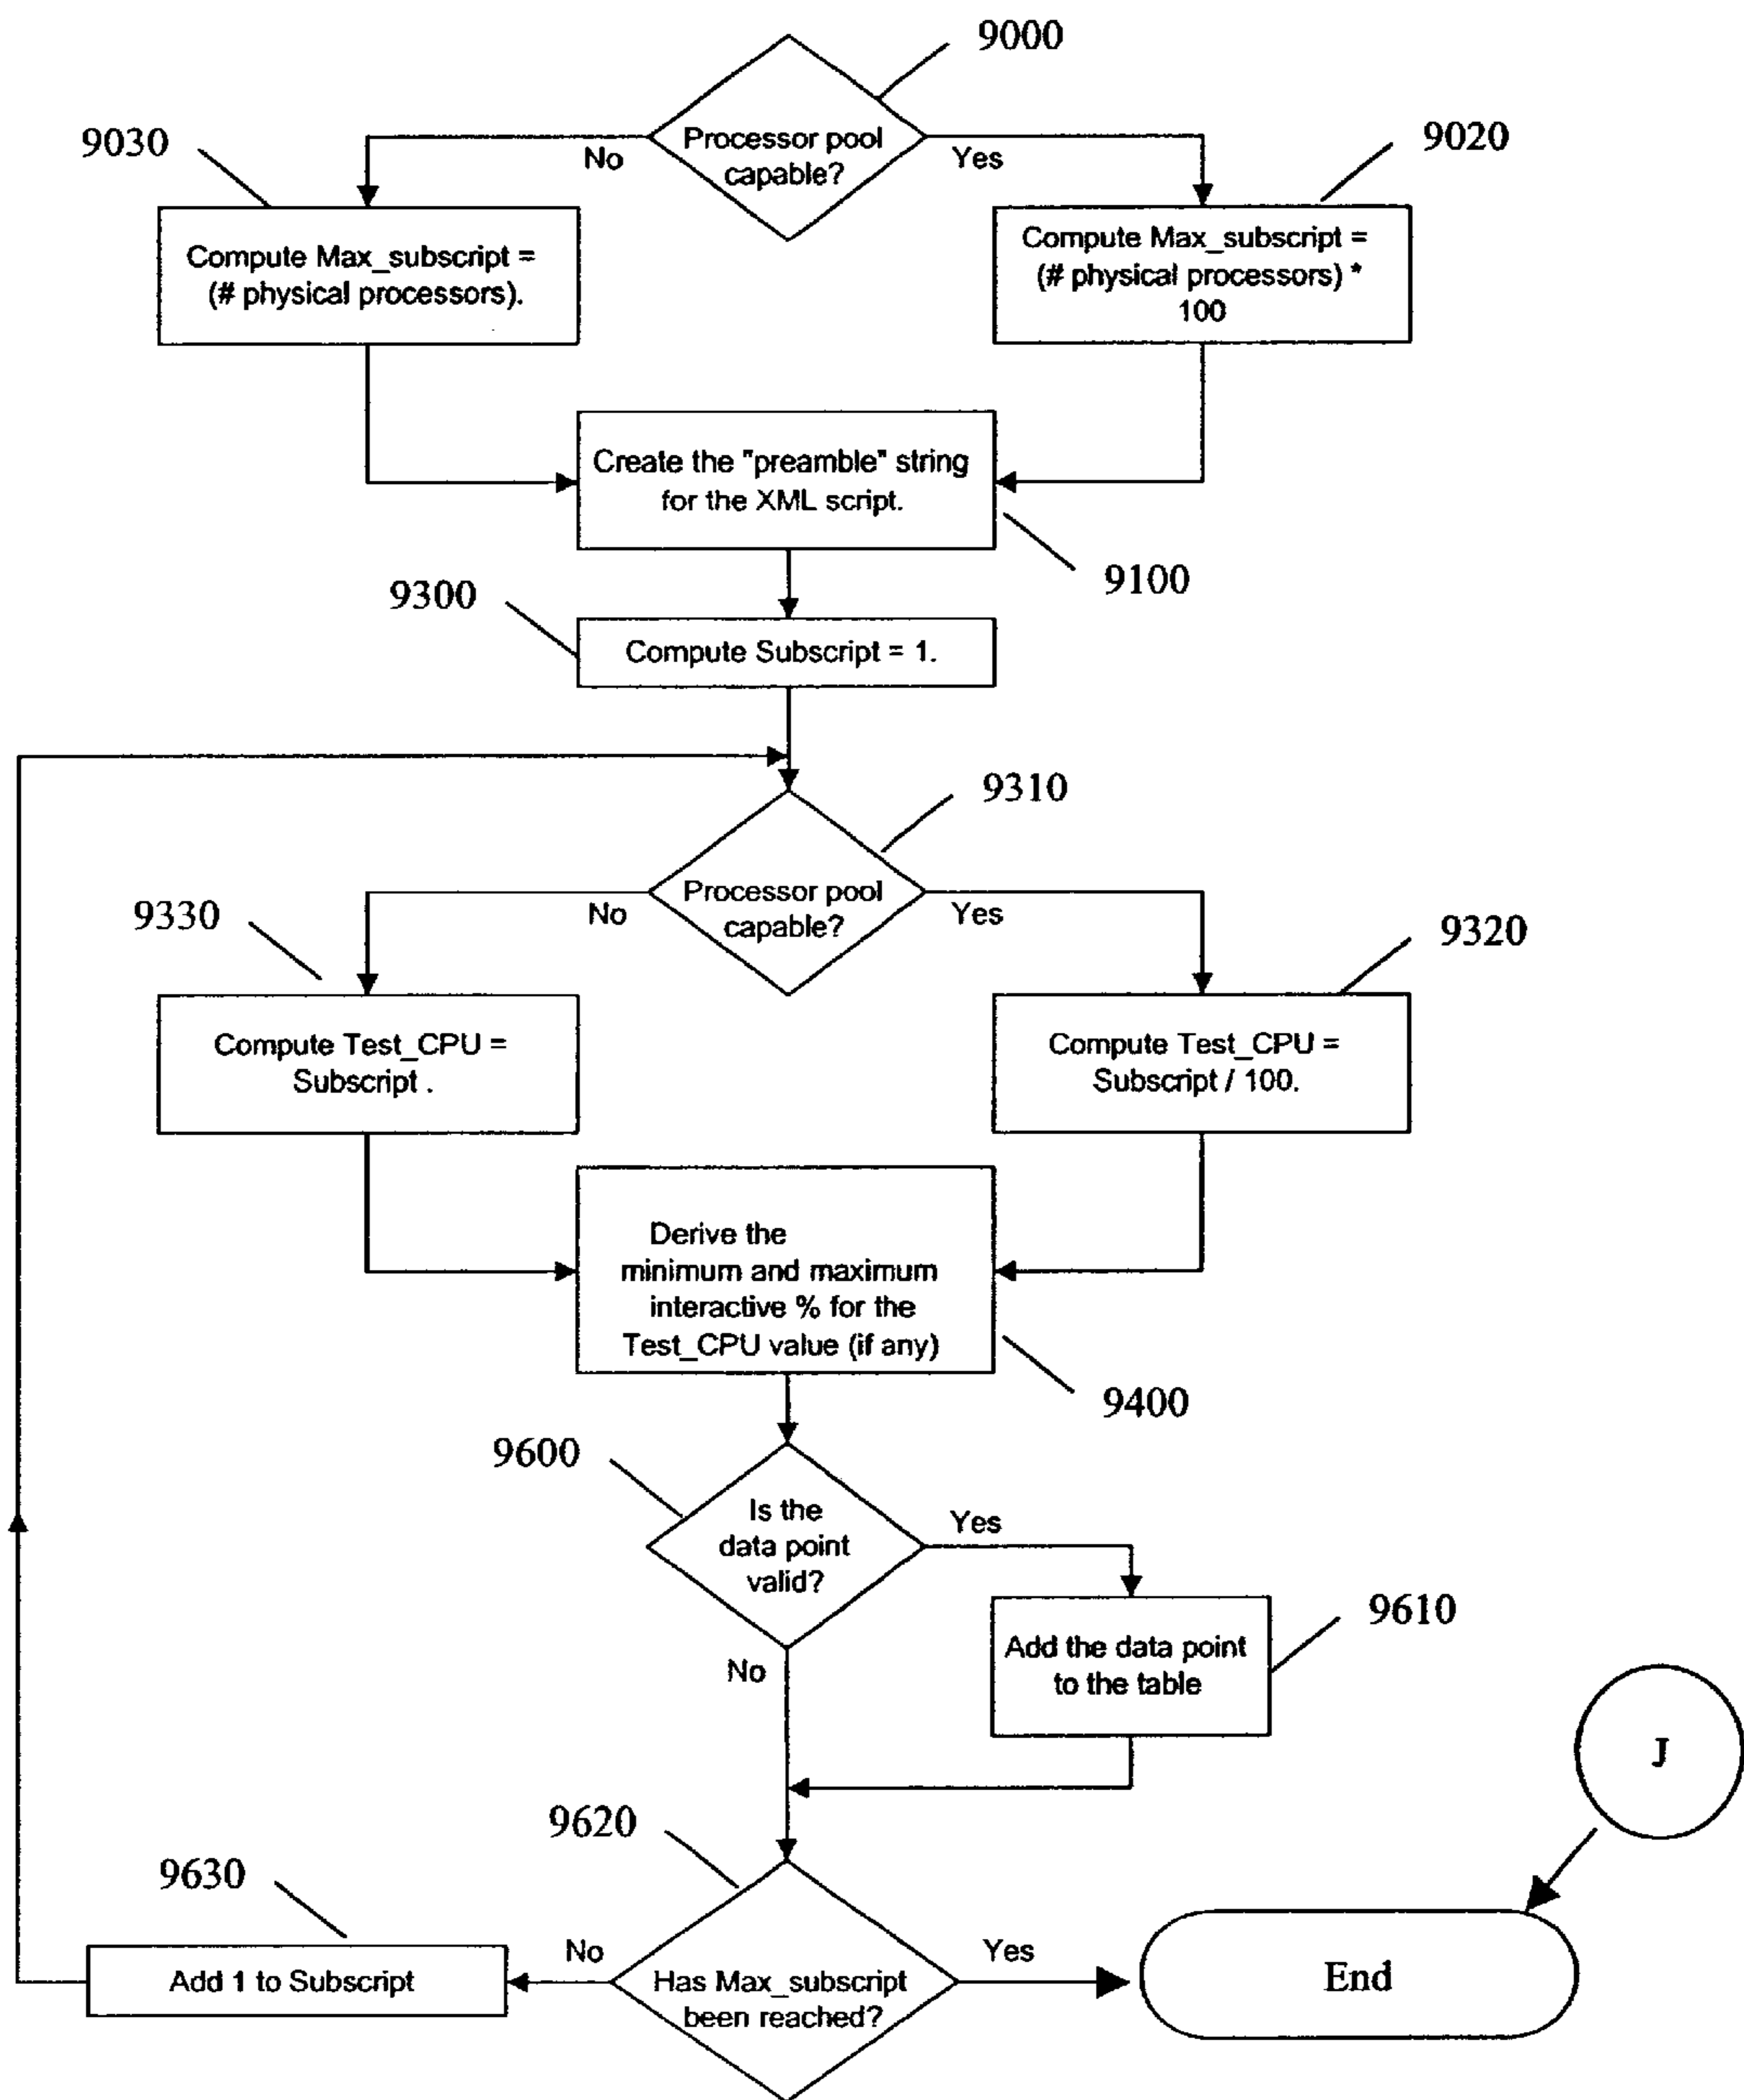 9000
Processor pool
capable?
No
Yes
9030
9020
Compute Max_subscript =
(# physical processors).
Compute Max_subscript =
(# physical processors) *
100
Create the "preamble" string
for the XML script.
9100
9300
Compute Subscript = 1.
9310
Processor pool
capable?
No
Yes
9330
9320
Compute Test_CPU =
Subscript .
Compute Test_CPU =
Subscript / 100.
Derive the
minimum and maximum
interactive % for the
Test_CPU value (if any)
9400
9600
Is the
data point
valid?
Yes
No
9610
Add the data point
to the table
J
9620
9630
Add 1 to Subscript
No
Has Max_subscript
been reached?
Yes
End